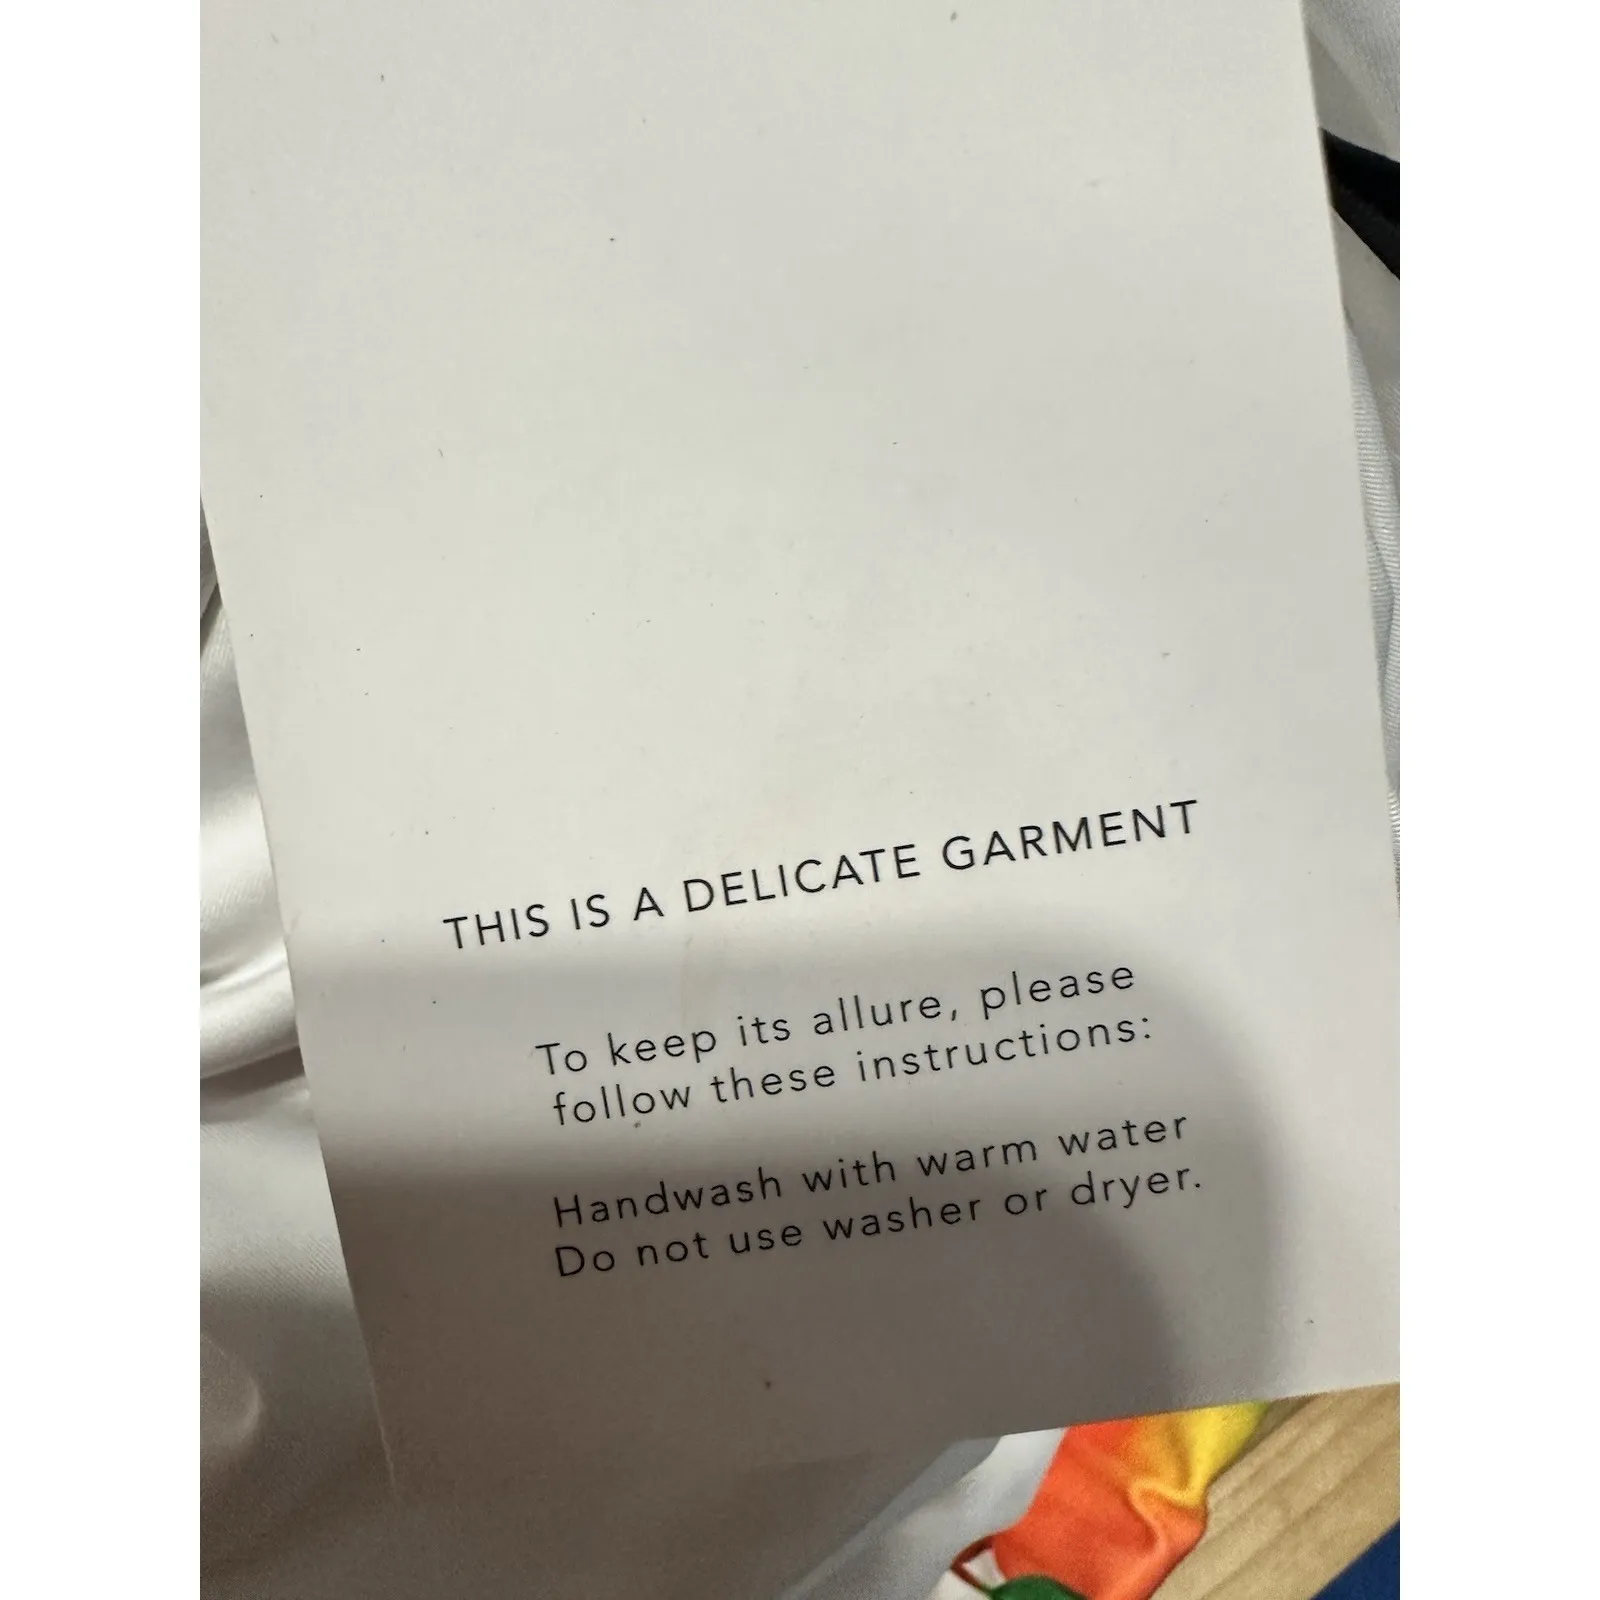 THIS IS A DELICATE GARMENT
To keep its allure, please
follow these instructions:
Handwash with warm water
Do not use washer or dryer.